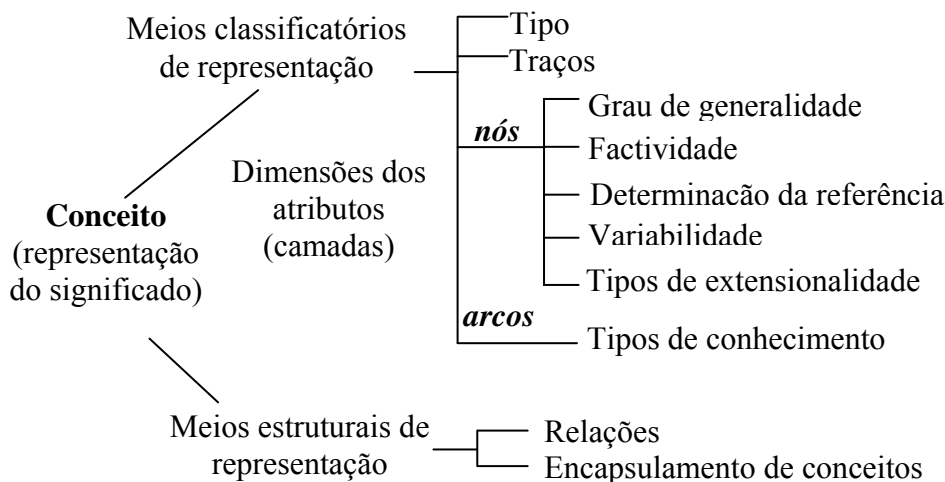 Meios classificatórios
de representação
Tipo
Traços
nós
Grau de generalidade
Factividade
Determinacão da referência
Variabilidade
Tipos de extensionalidade
Dimensões dos
atributos
(camadas)
Conceito
(representação
do significado)
arcos
Tipos de conhecimento
Meios estruturais de
representação
Relações
Encapsulamento de conceitos